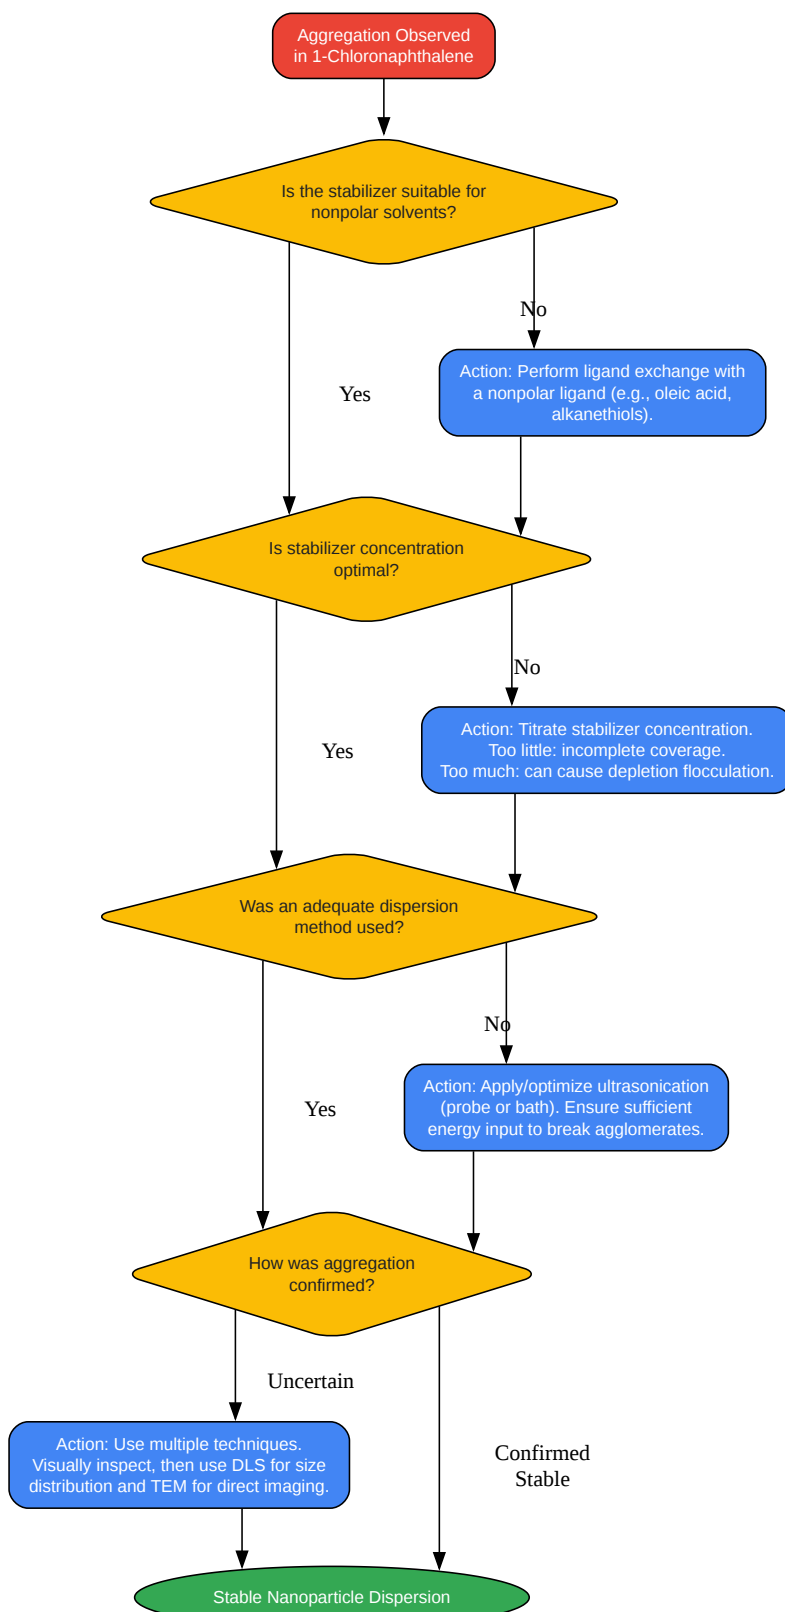 Aggregation Observed
in 1-Chloronaphthalene
Is the stabilizer suitable for
nonpolar solvents?
No
Yes
Action: Perform ligand exchange with
a nonpolar ligand (e.g., oleic acid,
alkanethiols).
Is stabilizer concentration
optimal?
No
Yes
Action: Titrate stabilizer concentration.
Too little: incomplete coverage.
Too much: can cause depletion flocculation.
Was an adequate dispersion
method used?
No
Yes
Action: Apply/optimize ultrasonication
(probe or bath). Ensure sufficient
energy input to break agglomerates.
How was aggregation
confirmed?
Uncertain
Confirmed
Stable
Action: Use multiple techniques.
Visually inspect, then use DLS for size
distribution and TEM for direct imaging.
Stable Nanoparticle Dispersion